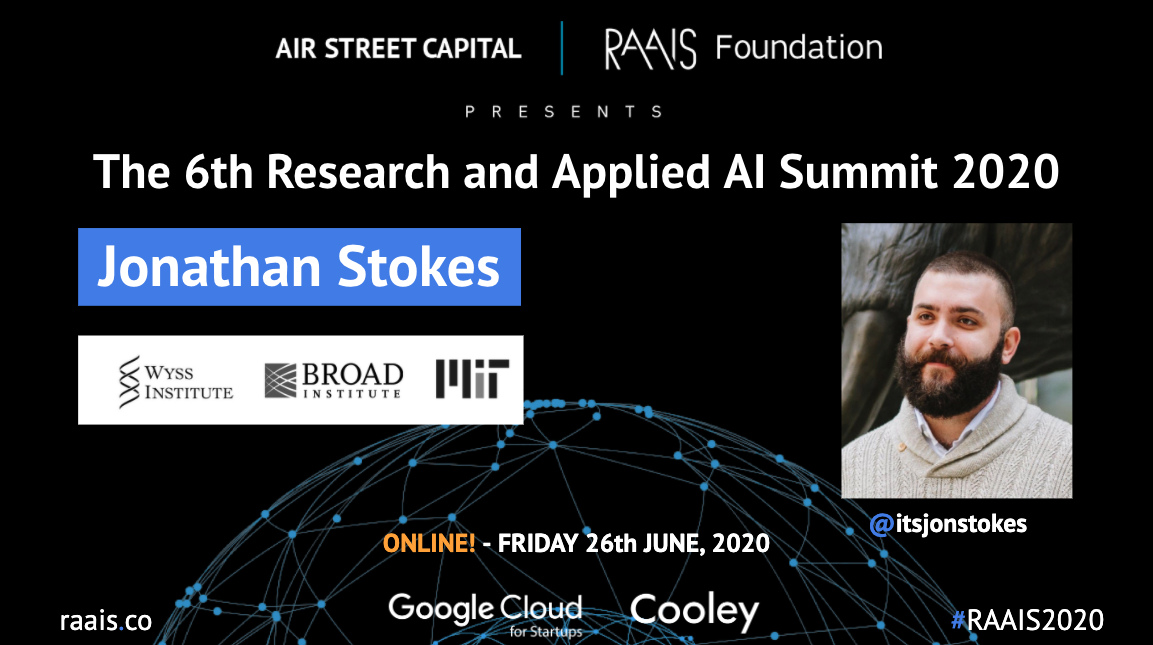 AIR STREET CAPITAL
RAAIS Foundation
PRESENTS
The 6th Research and Applied AI Summit 2020
Jonathan Stokes
WYSS
INSTITUTE
BROAD
INSTITUTE
MIT
@itsjonstokes
ONLINE! - FRIDAY 26th JUNE, 2020
raais.co
Google Cloud
for Startups
Cooley
#RAAIS2020